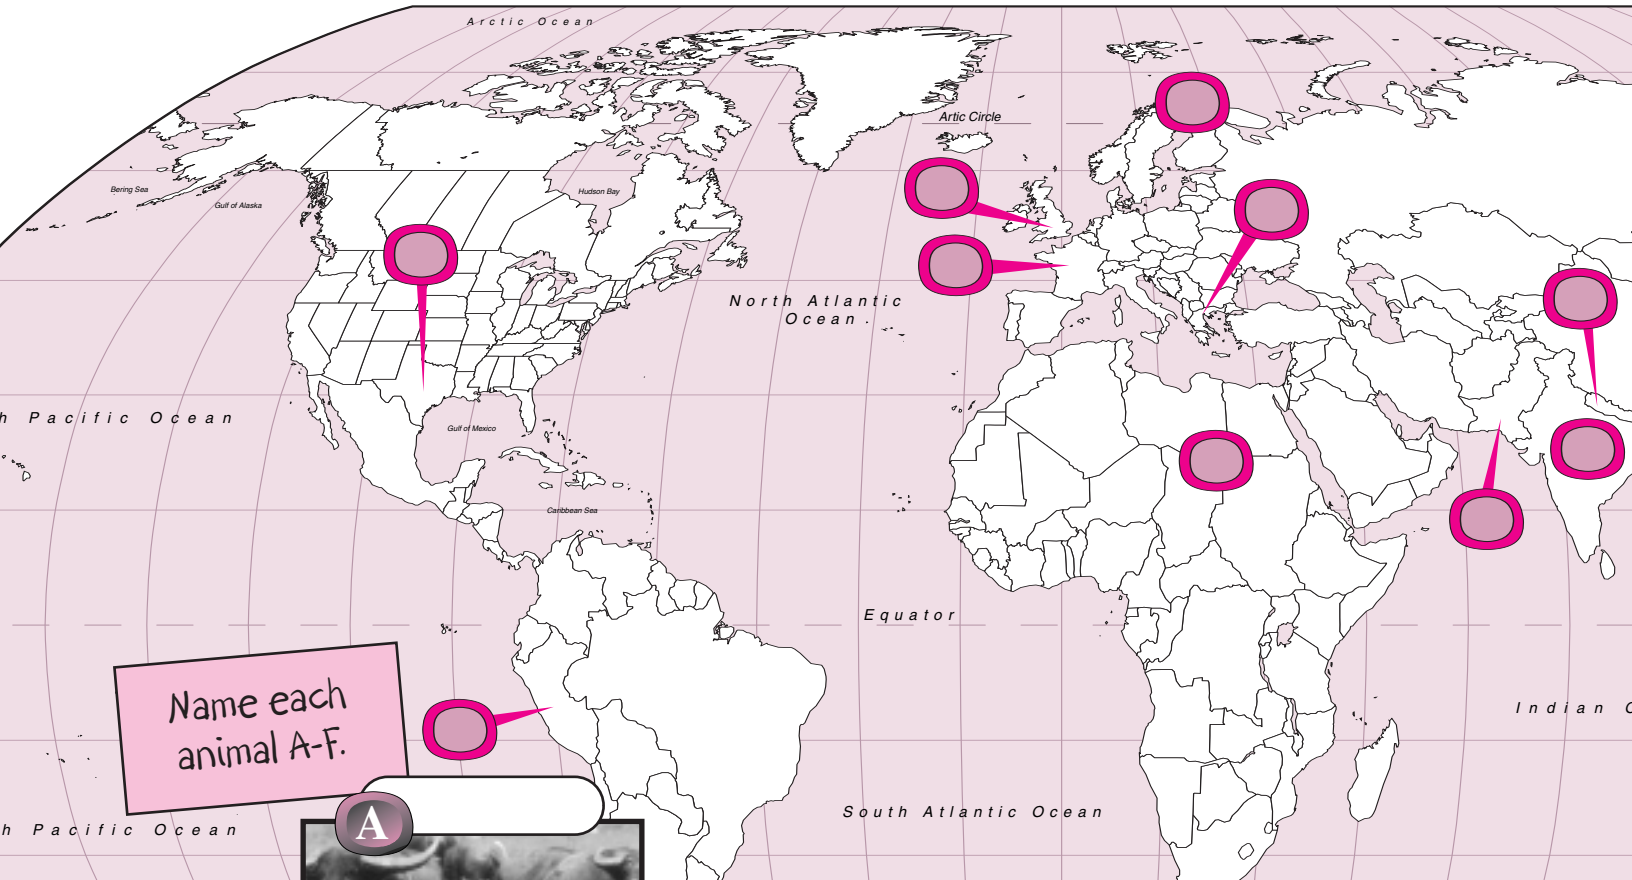 Arctic Ocean
Artic Circle
Bering Sea
Gulf of Alaska
Hudson Bay
North Atlantic
Ocean .
h Pacific Ocean
Gulf of Mexico
Caribbean Sea
Equator
Name each
animal A-F.
Indian O
South Atlantic Ocean
A
h Pacific Ocean